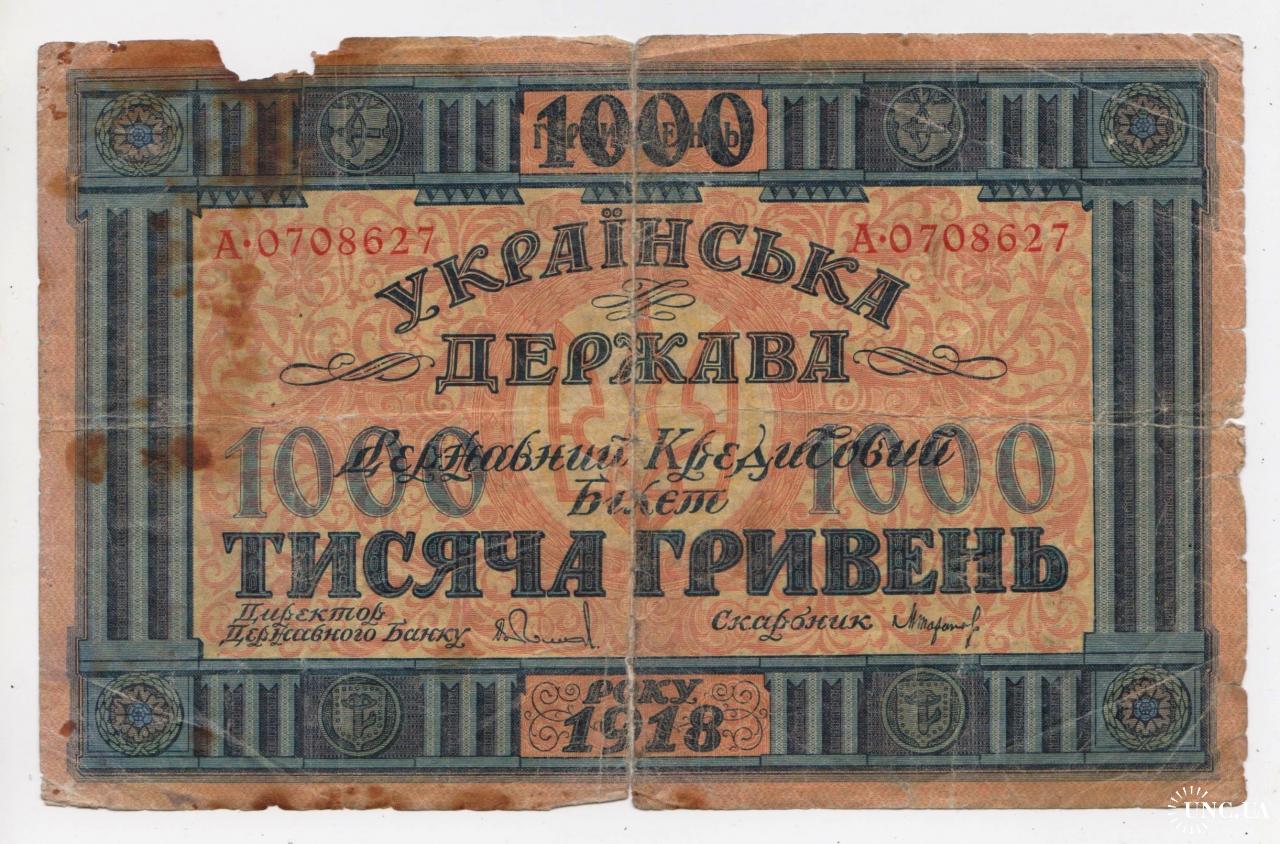 1000
ГРИВЕНЬ
А·0708627 А·0708627
УКРАЇНСЬКА
ДЕРЖАВА
1000 1000
Державний Кредитовий
Білет
ТИСЯЧА ГРИВЕНЬ
Директор
Державного Банку
Скарбник
РОКУ
1918
UNC.UA